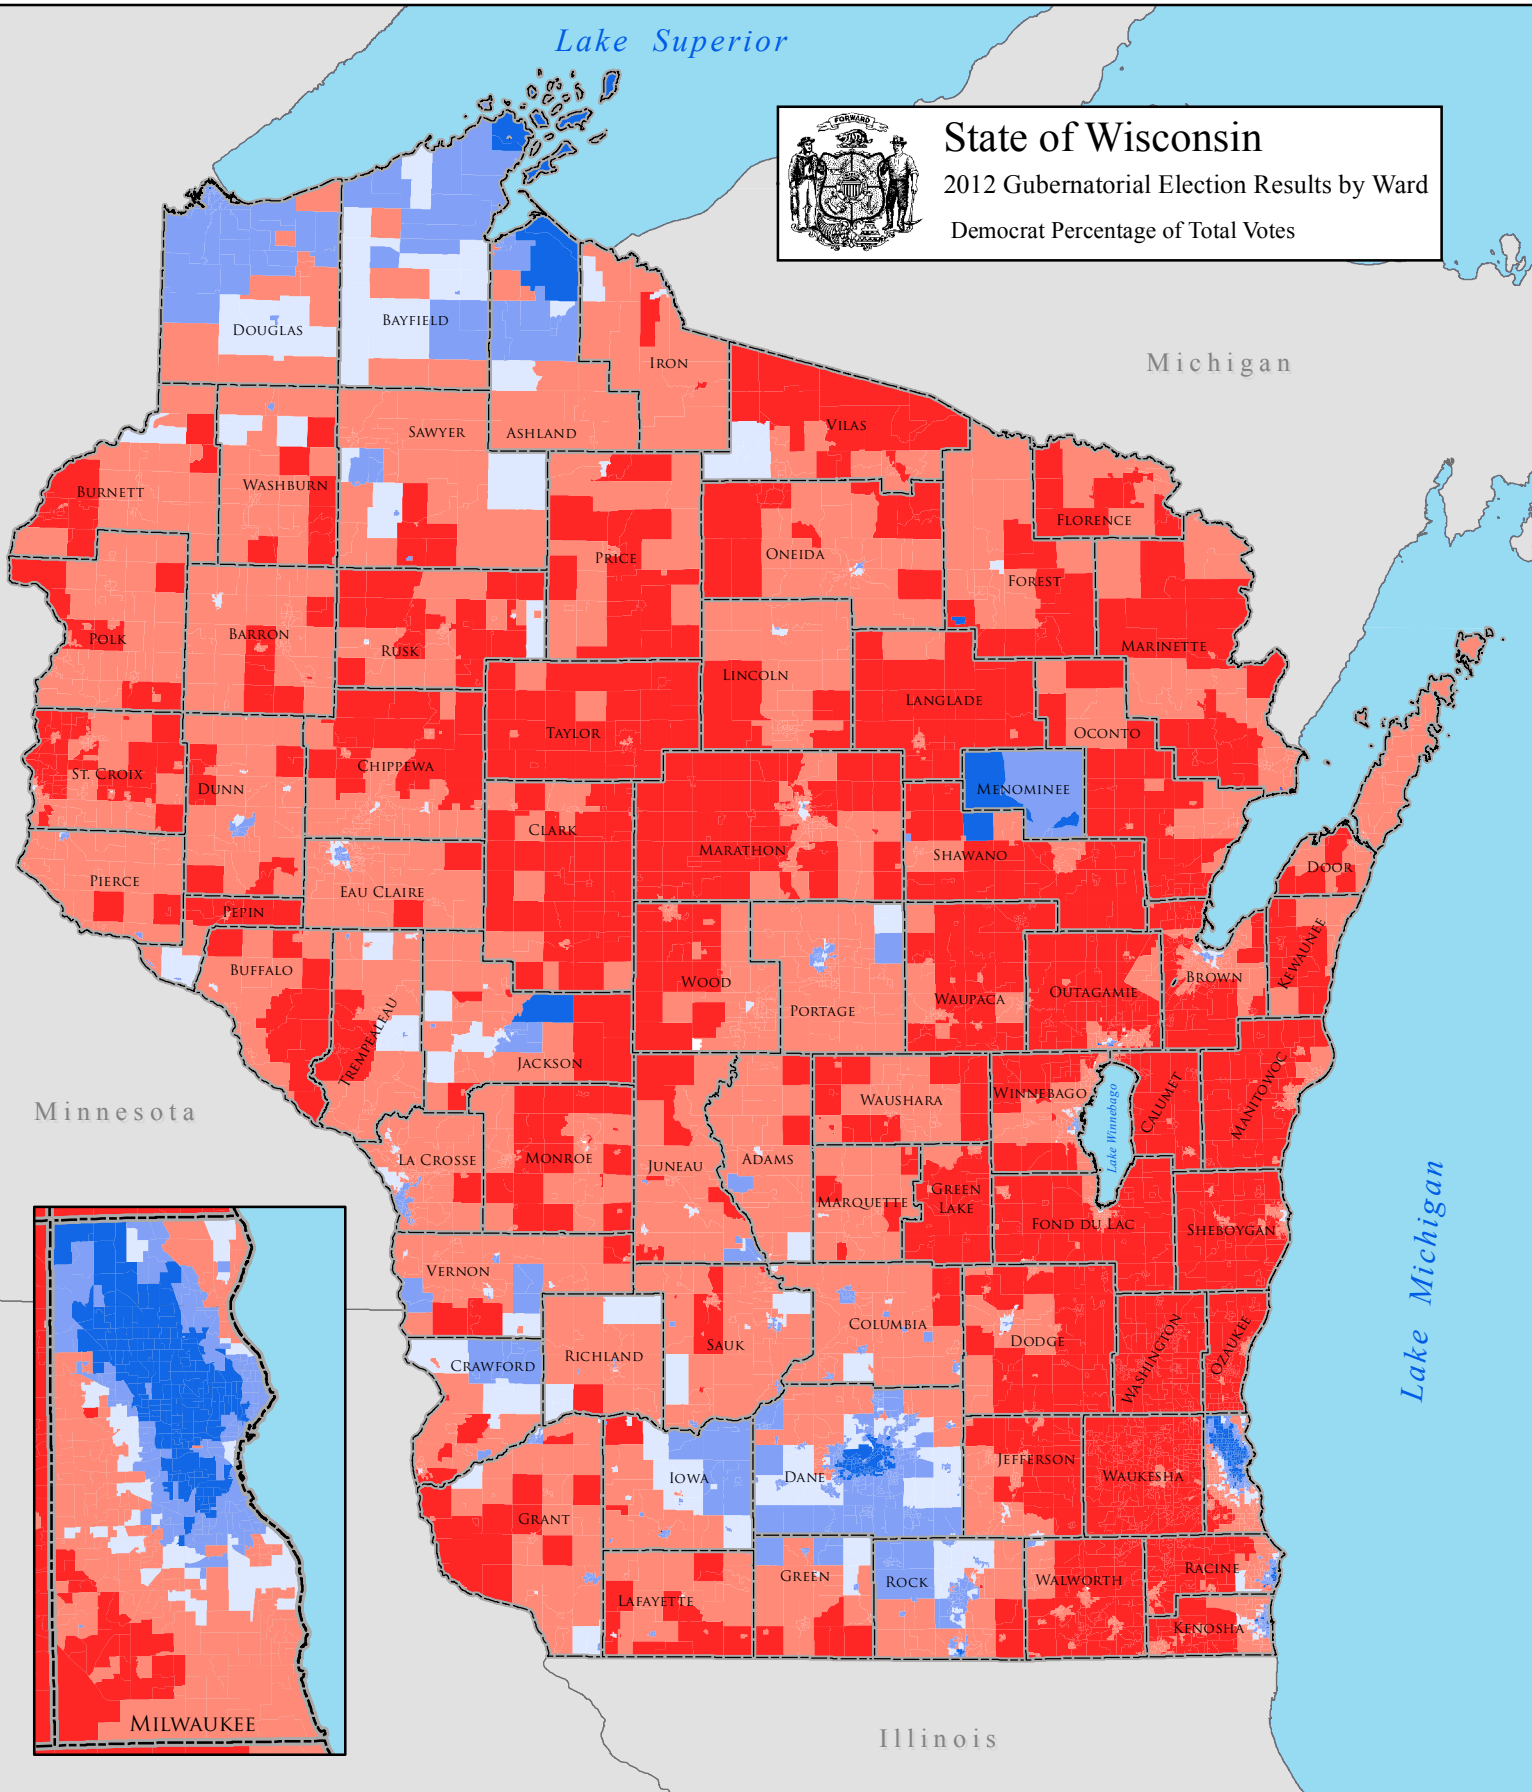 Lake Superior
FORWARD
State of Wisconsin
2012 Gubernatorial Election Results by Ward
Democrat Percentage of Total Votes
DOUGLAS
BAYFIELD
IRON
Michigan
SAWYER
ASHLAND
VILAS
BURNETT
WASHBURN
FLORENCE
PRICE
ONEIDA
FOREST
POLK
BARRON
RUSK
MARINETTE
LINCOLN
LANGLADE
TAYLOR
OCONTO
ST. CROIX
DUNN
CHIPPEWA
MENOMINEE
CLARK
MARATHON
SHAWANO
DOOR
PIERCE
EAU CLAIRE
PEPIN
BUFFALO
WOOD
PORTAGE
WAUPACA
OUTAGAMIE
BROWN
KEWAUNEE
TREMPEALEAU
JACKSON
Minnesota
WAUSHARA
WINNEBAGO
Lake Winnebago
CALUMET
MANITOWOC
LA CROSSE
MONROE
JUNEAU
ADAMS
MARQUETTE
GREEN
LAKE
FOND DU LAC
SHEBOYGAN
Lake Michigan
VERNON
RICHLAND
SAUK
COLUMBIA
DODGE
WASHINGTON
OZAUKEE
CRAWFORD
IOWA
DANE
JEFFERSON
WAUKESHA
GRANT
LAFAYETTE
GREEN
ROCK
WALWORTH
RACINE
KENOSHA
MILWAUKEE
Illinois